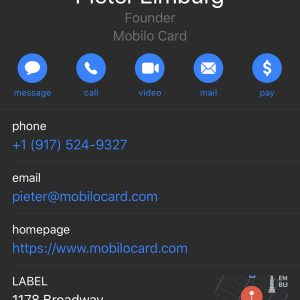 Pieter Limburg
Founder
Mobilo Card
message
call
video
mail
pay
phone
+1 (917) 524-9327
email
pieter@mobilocard.com
homepage
https://www.mobilocard.com
LABEL
1178 Broadway
EM
BU